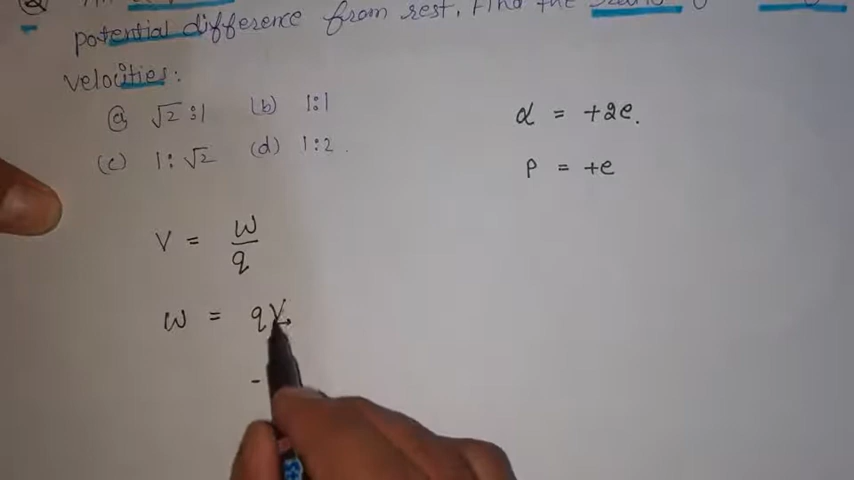 Q
potential difference from rest. Find the
velocities:
(a) √2 :1 (b) 1:1
(c) 1: √2 (d) 1:2.
α = +2e.
P = +e
V = W/q
W = qV
-